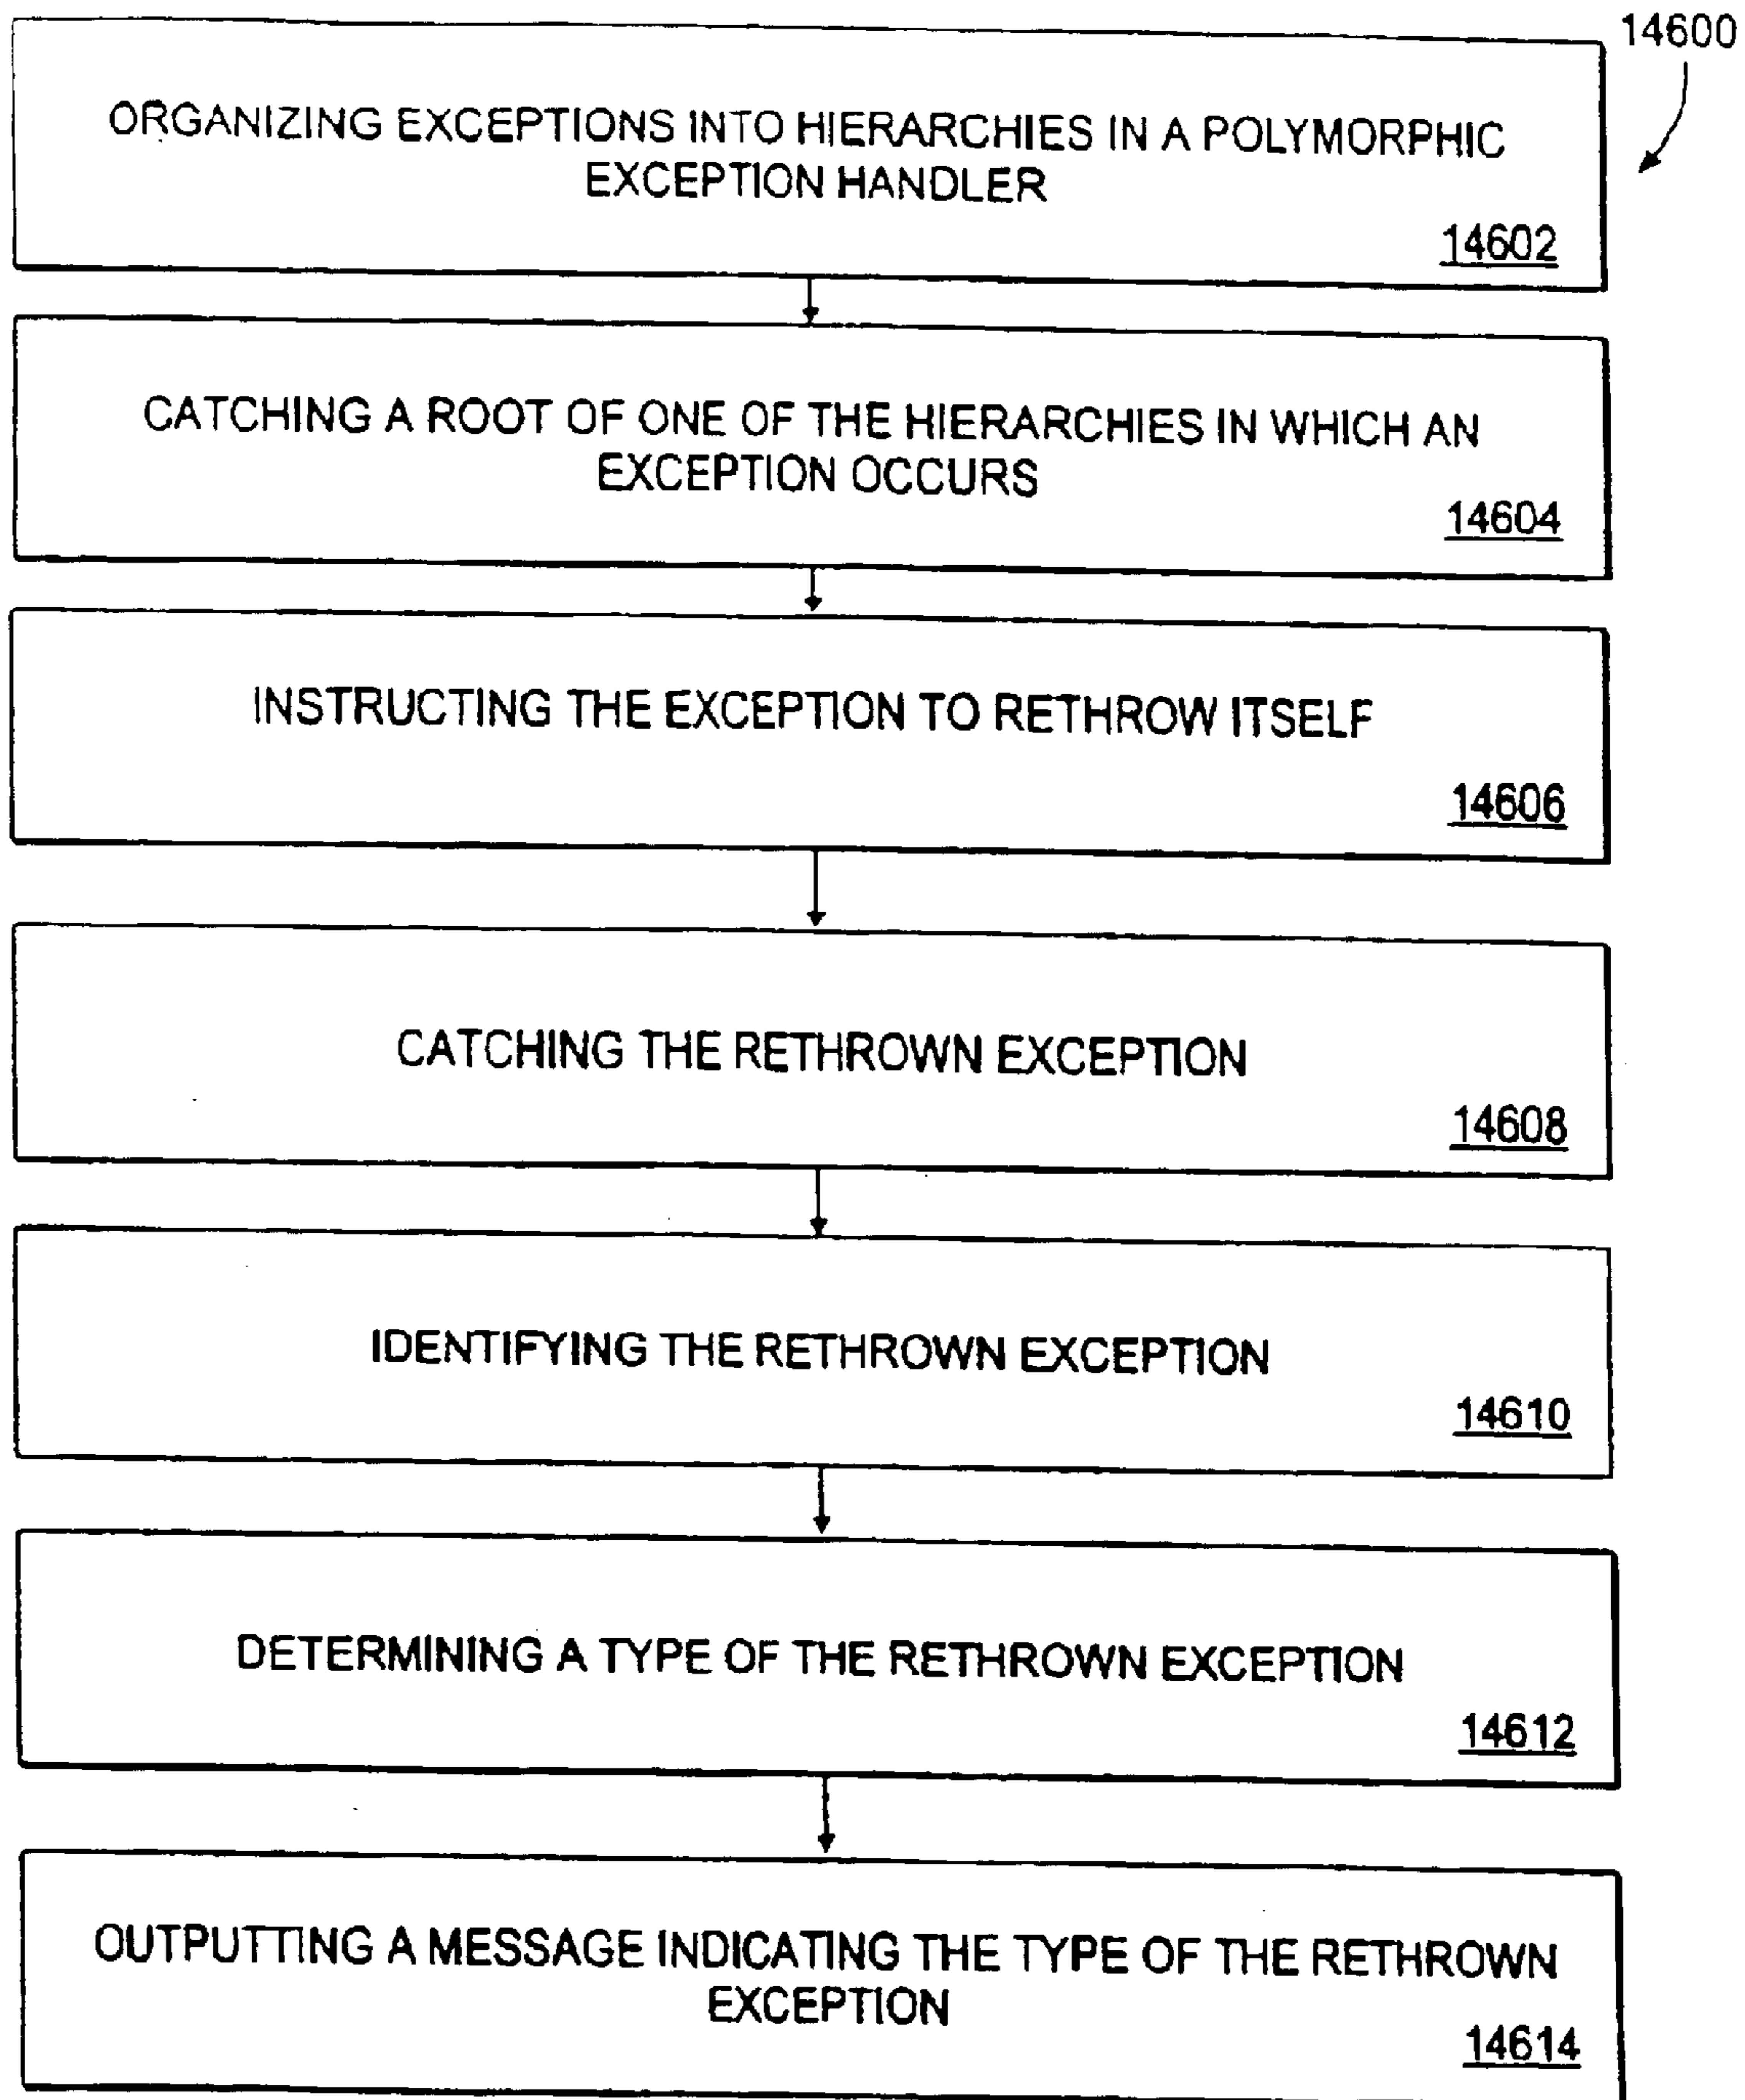 14600
ORGANIZING EXCEPTIONS INTO HIERARCHIES IN A POLYMORPHIC
EXCEPTION HANDLER
14602
CATCHING A ROOT OF ONE OF THE HIERARCHIES IN WHICH AN
EXCEPTION OCCURS
14604
INSTRUCTING THE EXCEPTION TO RETHROW ITSELF
14606
CATCHING THE RETHROWN EXCEPTION
14608
IDENTIFYING THE RETHROWN EXCEPTION
14610
DETERMINING A TYPE OF THE RETHROWN EXCEPTION
14612
OUTPUTTING A MESSAGE INDICATING THE TYPE OF THE RETHROWN
EXCEPTION
14614